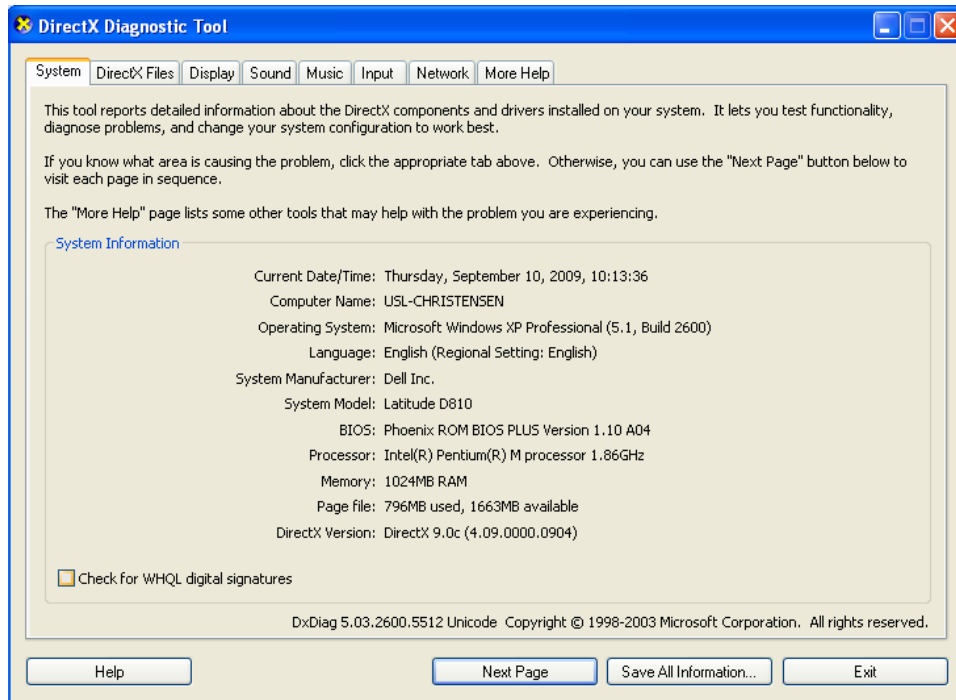 DirectX Diagnostic Tool
System DirectX Files Display Sound Music Input Network More Help
This tool reports detailed information about the DirectX components and drivers installed on your system. It lets you test functionality,
diagnose problems, and change your system configuration to work best.
If you know what area is causing the problem, click the appropriate tab above. Otherwise, you can use the "Next Page" button below to
visit each page in sequence.
The "More Help" page lists some other tools that may help with the problem you are experiencing.
System Information
Current Date/Time: Thursday, September 10, 2009, 10:13:36
Computer Name: USL-CHRISTENSEN
Operating System: Microsoft Windows XP Professional (5.1, Build 2600)
Language: English (Regional Setting: English)
System Manufacturer: Dell Inc.
System Model: Latitude D810
BIOS: Phoenix ROM BIOS PLUS Version 1.10 A04
Processor: Intel(R) Pentium(R) M processor 1.86GHz
Memory: 1024MB RAM
Page file: 796MB used, 1663MB available
DirectX Version: DirectX 9.0c (4.09.0000.0904)
Check for WHQL digital signatures
DxDiag 5.03.2600.5512 Unicode Copyright © 1998-2003 Microsoft Corporation. All rights reserved.
Help Next Page Save All Information... Exit